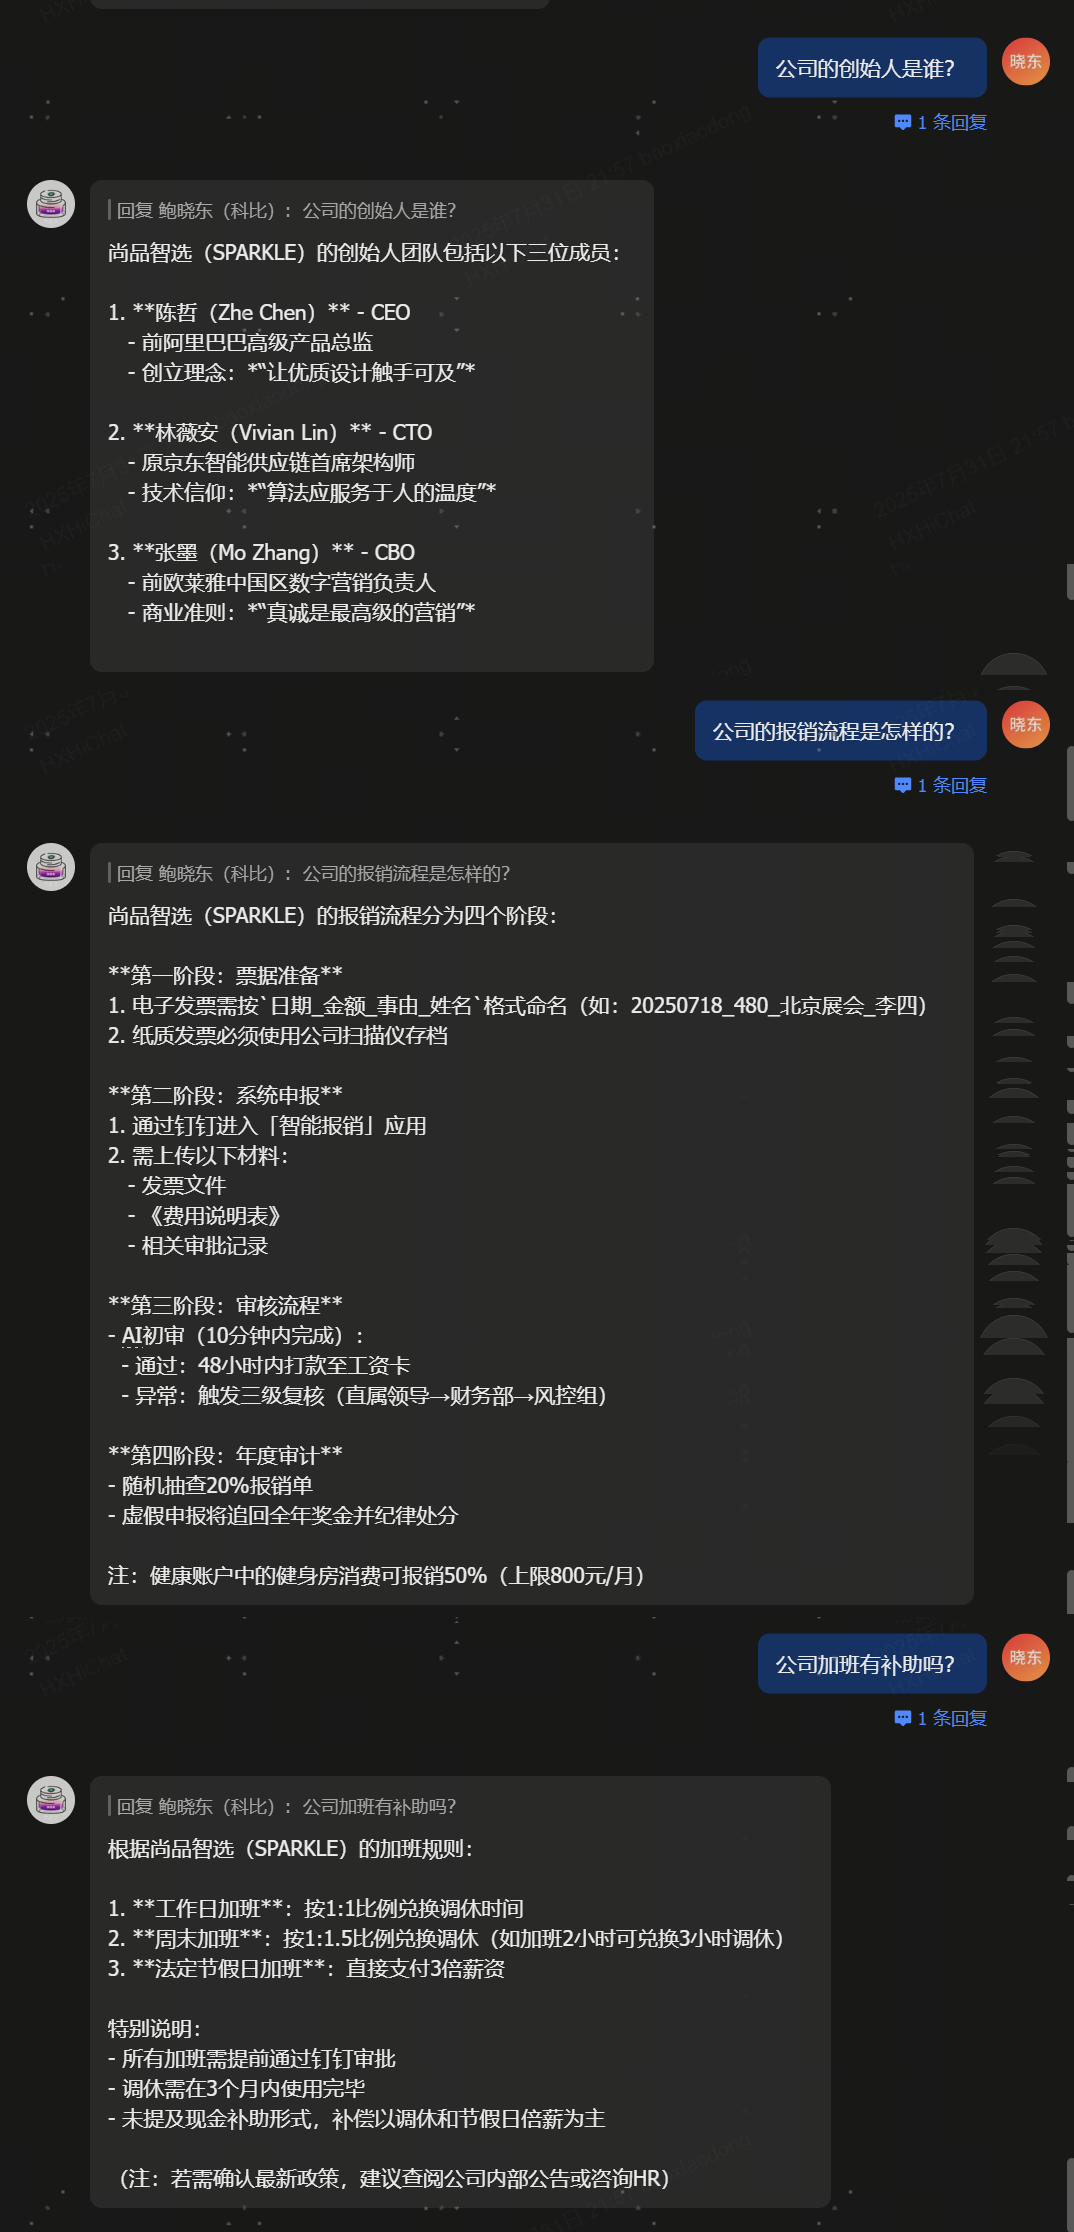 公司的创始人是谁？
晓东
1 条回复
回复 鲍晓东（科比）: 公司的创始人是谁？
尚品智选（SPARKLE）的创始人团队包括以下三位成员：
1. **陈哲（Zhe Chen）** - CEO
- 前阿里巴巴高级产品总监
- 创立理念：*“让优质设计触手可及”*
2. **林薇安（Vivian Lin）** - CTO
- 原京东智能供应链首席架构师
- 技术信仰：*“算法应服务于人的温度”*
3. **张墨（Mo Zhang）** - CBO
- 前欧莱雅中国区数字营销负责人
- 商业准则：*“真诚是最高级的营销”*
公司的报销流程是怎样的？
晓东
1 条回复
回复 鲍晓东（科比）: 公司的报销流程是怎样的？
尚品智选（SPARKLE）的报销流程分为四个阶段：
**第一阶段：票据准备**
1. 电子发票需按`日期_金额_事由_姓名`格式命名（如：20250718_480_北京展会_李四）
2. 纸质发票必须使用公司扫描仪存档
**第二阶段：系统申报**
1. 通过钉钉进入「智能报销」应用
2. 需上传以下材料：
- 发票文件
- 《费用说明表》
- 相关审批记录
**第三阶段：审核流程**
- AI初审（10分钟内完成）：
- 通过：48小时内打款至工资卡
- 异常：触发三级复核（直属领导→财务部→风控组）
**第四阶段：年度审计**
- 随机抽查20%报销单
- 虚假申报将追回全年奖金并纪律处分
注：健康账户中的健身房消费可报销50%（上限800元/月）
公司加班有补助吗？
晓东
1 条回复
回复 鲍晓东（科比）: 公司加班有补助吗？
根据尚品智选（SPARKLE）的加班规则：
1. **工作日加班**：按1:1比例兑换调休时间
2. **周末加班**：按1:1.5比例兑换调休（如加班2小时可兑换3小时调休）
3. **法定节假日加班**：直接支付3倍薪资
特别说明：
- 所有加班需提前通过钉钉审批
- 调休需在3个月内使用完毕
- 未提及现金补助形式，补偿以调休和节假日倍薪为主
（注：若需确认最新政策，建议查阅公司内部公告或咨询HR）
2025年7月31日 21:57 baoxiaodong
HXHiChat